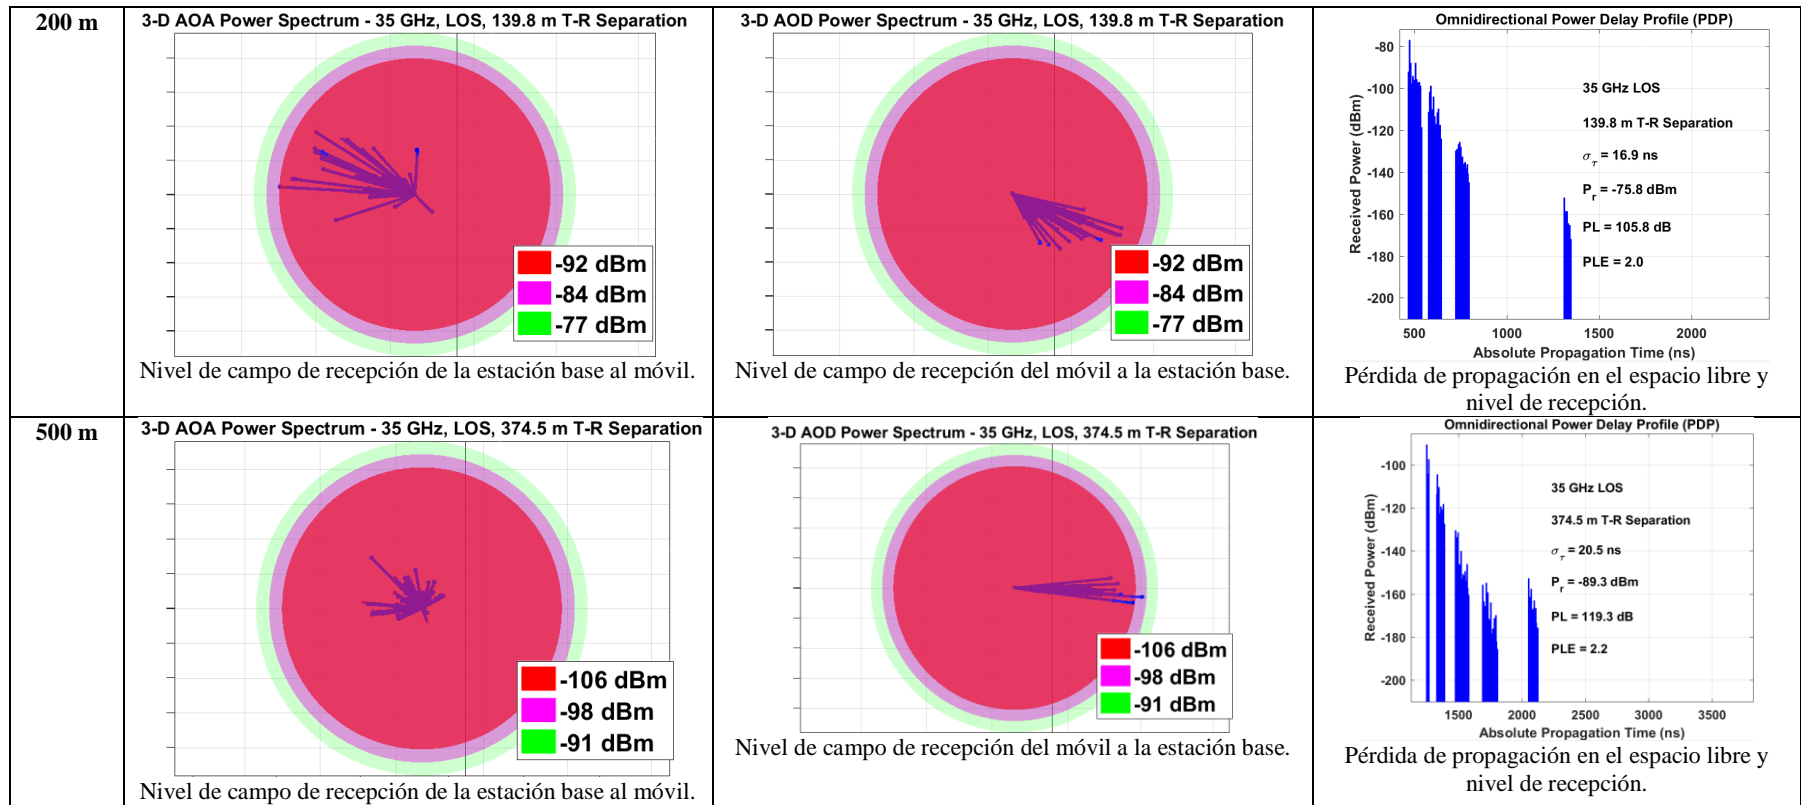 200 m
3-D AOA Power Spectrum - 35 GHz, LOS, 139.8 m T-R Separation
-92 dBm
-84 dBm
-77 dBm
Nivel de campo de recepción de la estación base al móvil.
3-D AOD Power Spectrum - 35 GHz, LOS, 139.8 m T-R Separation
-92 dBm
-84 dBm
-77 dBm
Nivel de campo de recepción del móvil a la estación base.
Omnidirectional Power Delay Profile (PDP)
Received Power (dBm)
-80
-100
-120
-140
-160
-180
-200
35 GHz LOS
139.8 m T-R Separation
στ = 16.9 ns
Pr = -75.8 dBm
PL = 105.8 dB
PLE = 2.0
500 1000 1500 2000
Absolute Propagation Time (ns)
Pérdida de propagación en el espacio libre y
nivel de recepción.
500 m
3-D AOA Power Spectrum - 35 GHz, LOS, 374.5 m T-R Separation
-106 dBm
-98 dBm
-91 dBm
Nivel de campo de recepción de la estación base al móvil.
3-D AOD Power Spectrum - 35 GHz, LOS, 374.5 m T-R Separation
-106 dBm
-98 dBm
-91 dBm
Nivel de campo de recepción del móvil a la estación base.
Omnidirectional Power Delay Profile (PDP)
Received Power (dBm)
-100
-120
-140
-160
-180
-200
35 GHz LOS
374.5 m T-R Separation
στ = 20.5 ns
Pr = -89.3 dBm
PL = 119.3 dB
PLE = 2.2
1500 2000 2500 3000 3500
Absolute Propagation Time (ns)
Pérdida de propagación en el espacio libre y
nivel de recepción.